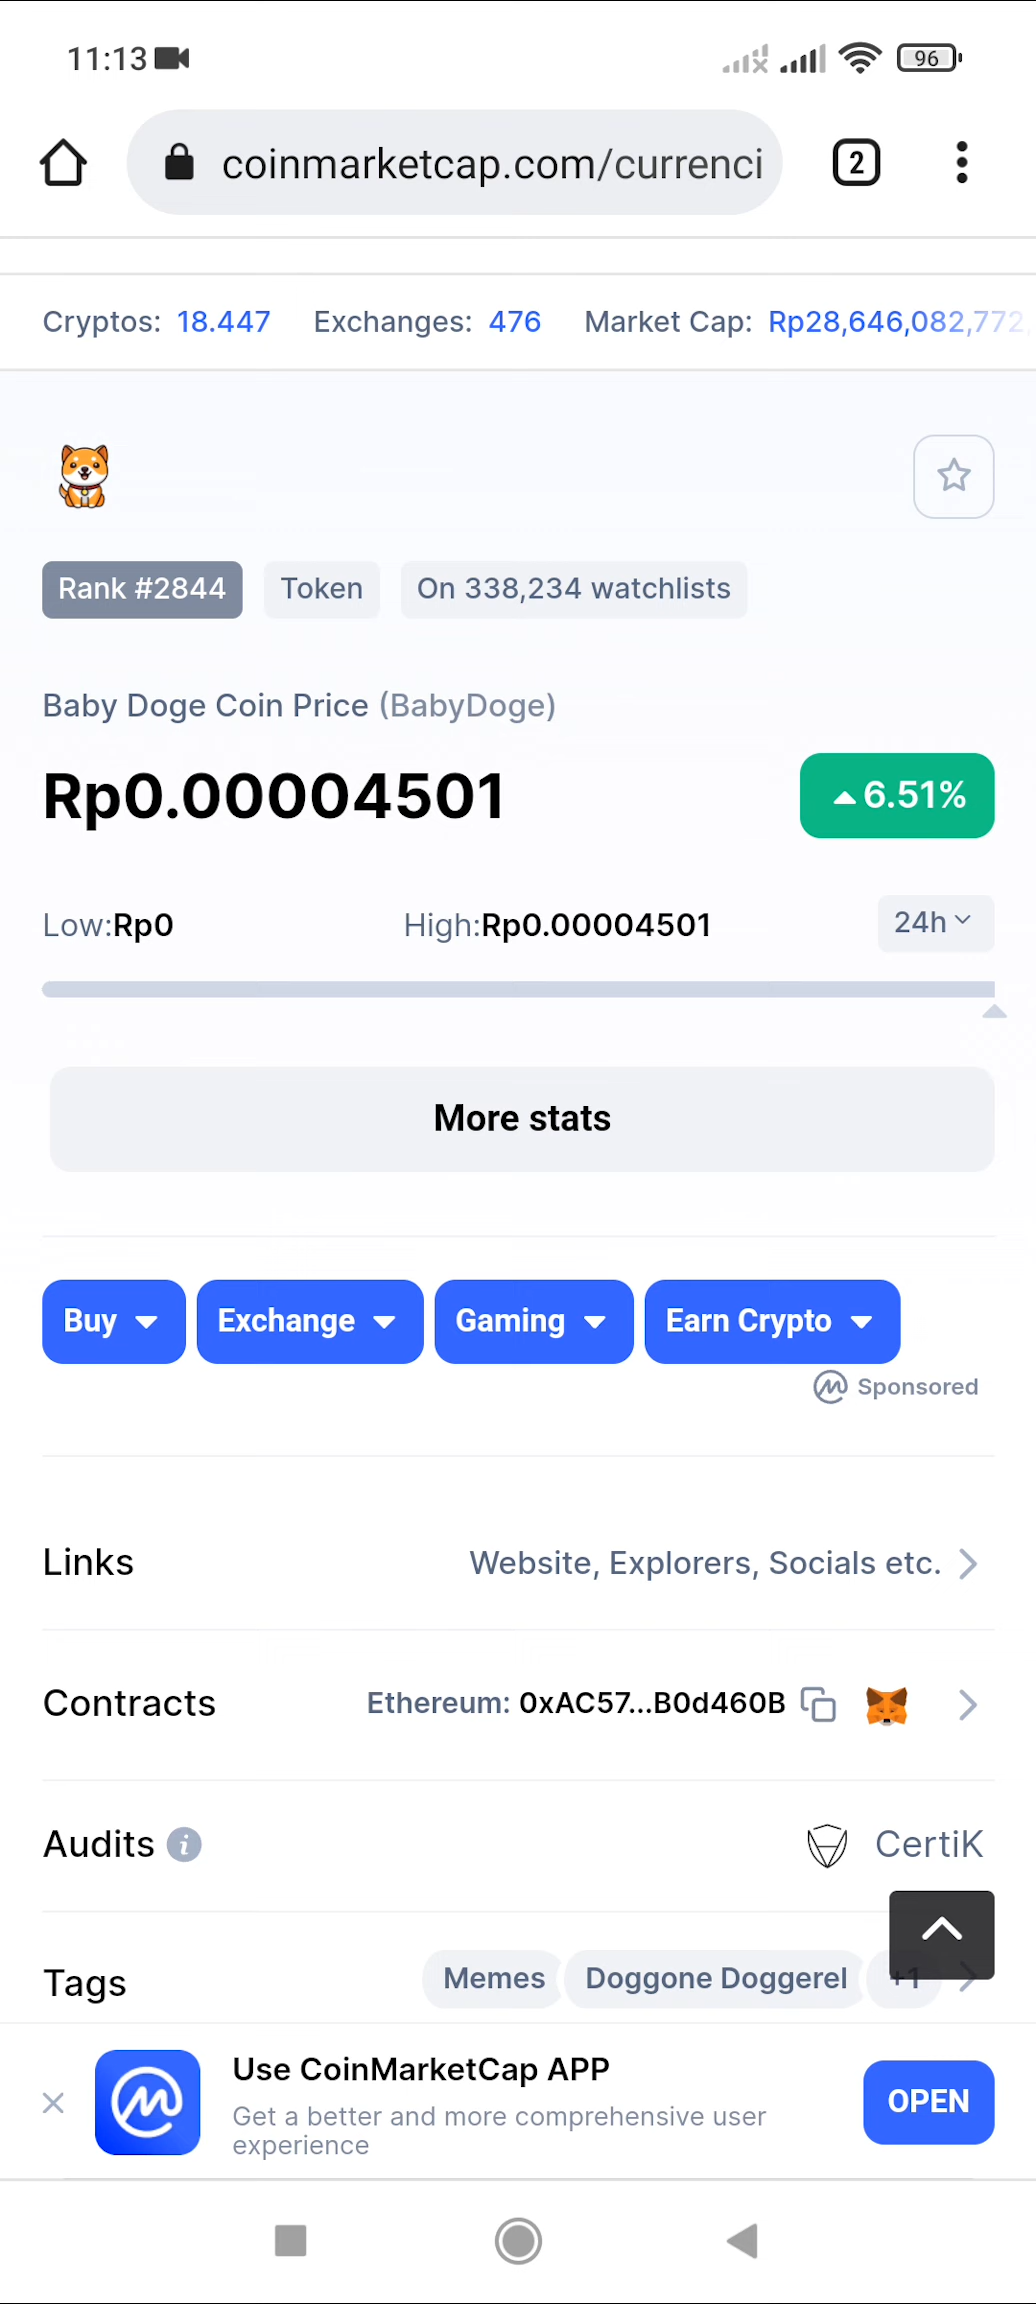 11:13
96
coinmarketcap.com/currenci
2
Cryptos: 18.447 Exchanges: 476 Market Cap: Rp28,646,082,772,
Rank #2844 Token On 338,234 watchlists
Baby Doge Coin Price (BabyDoge)
Rp0.00004501
6.51%
Low:Rp0 High:Rp0.00004501 24h
More stats
Buy Exchange Gaming Earn Crypto
Sponsored
Links Website, Explorers, Socials etc.
Contracts Ethereum: 0xAC57...B0d460B
Audits i CertiK
Tags Memes Doggone Doggerel +1
Use CoinMarketCap APP
Get a better and more comprehensive user
experience
OPEN